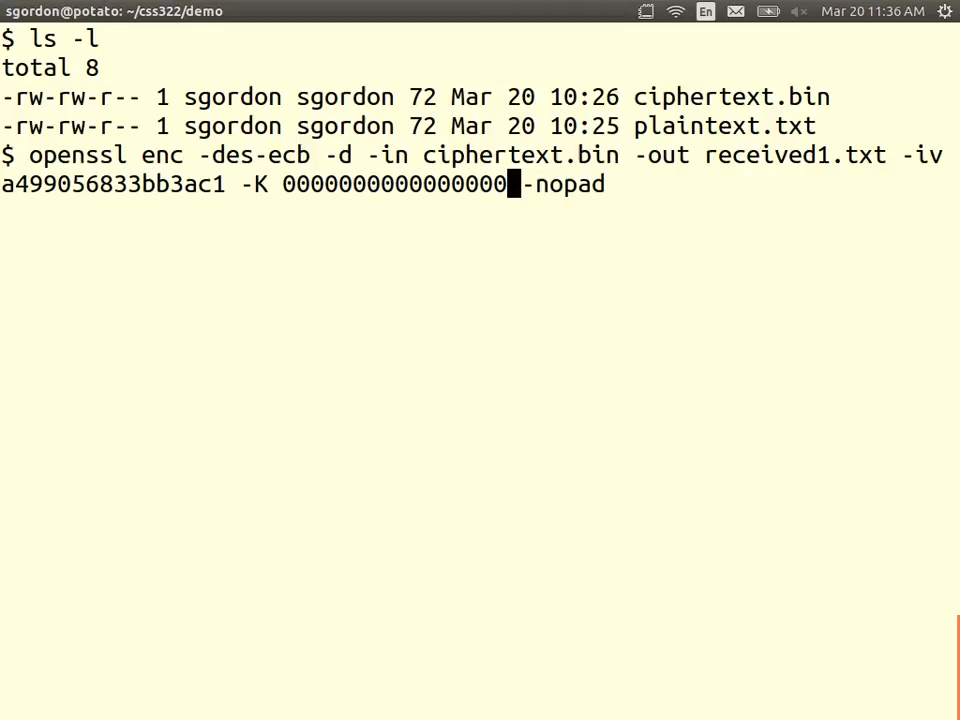 sgordon@potato: ~/css322/demo
En
Mar 20 11:36 AM
$ ls -l
total 8
-rw-rw-r-- 1 sgordon sgordon 72 Mar 20 10:26 ciphertext.bin
-rw-rw-r-- 1 sgordon sgordon 72 Mar 20 10:25 plaintext.txt
$ openssl enc -des-ecb -d -in ciphertext.bin -out received1.txt -iv
a499056833bb3ac1 -K 0000000000000000 -nopad